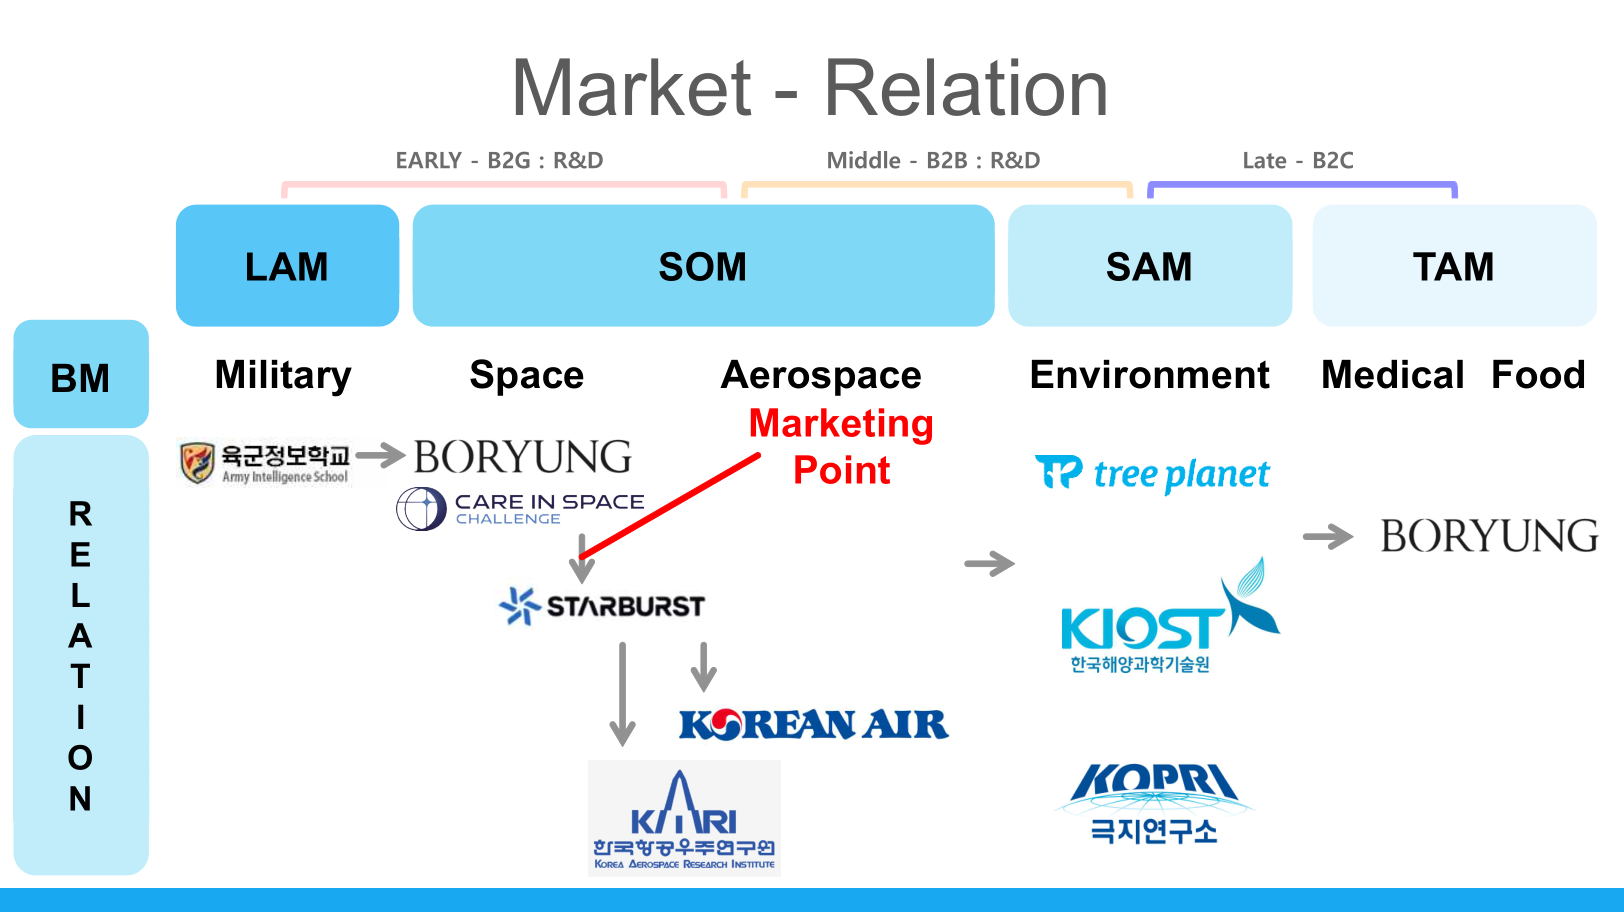 Market - Relation
EARLY - B2G : R&D
Middle - B2B : R&D
Late - B2C
LAM
SOM
SAM
TAM
BM
Military
Space
Aerospace
Environment
Medical
Food
Marketing
Point
RELATION
육군정보학교
Army Intelligence School
BORYUNG
CARE IN SPACE
CHALLENGE
STARBURST
KOREAN AIR
KARI
한국항공우주연구원
KOREA AEROSPACE RESEARCH INSTITUTE
TP tree planet
KIOST
한국해양과학기술원
KOPRI
극지연구소
BORYUNG